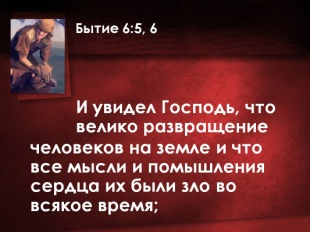 Бытие 6:5, 6
И увидел Господь, что
велико развращение
человеков на земле и что
все мысли и помышления
сердца их были зло во
всякое время;